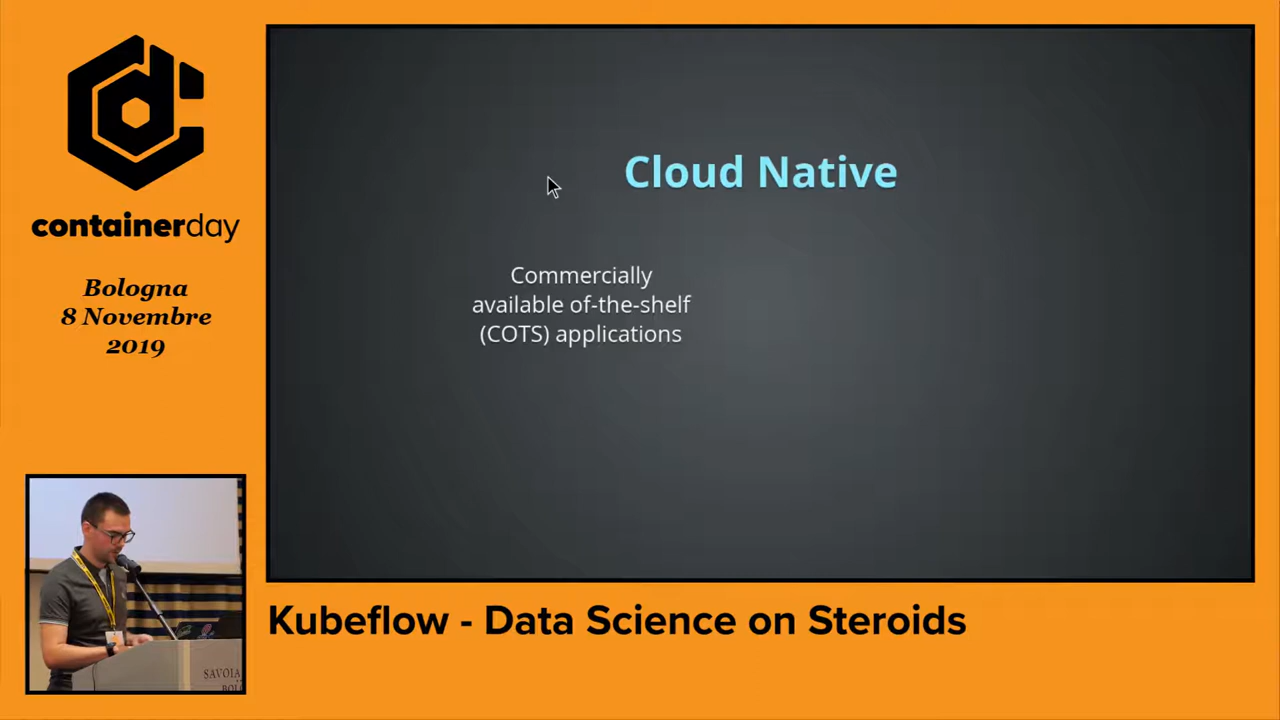 containerday
Bologna
8 Novembre
2019
Cloud Native
Commercially
available of-the-shelf
(COTS) applications
SAVOIA
Kubeflow - Data Science on Steroids